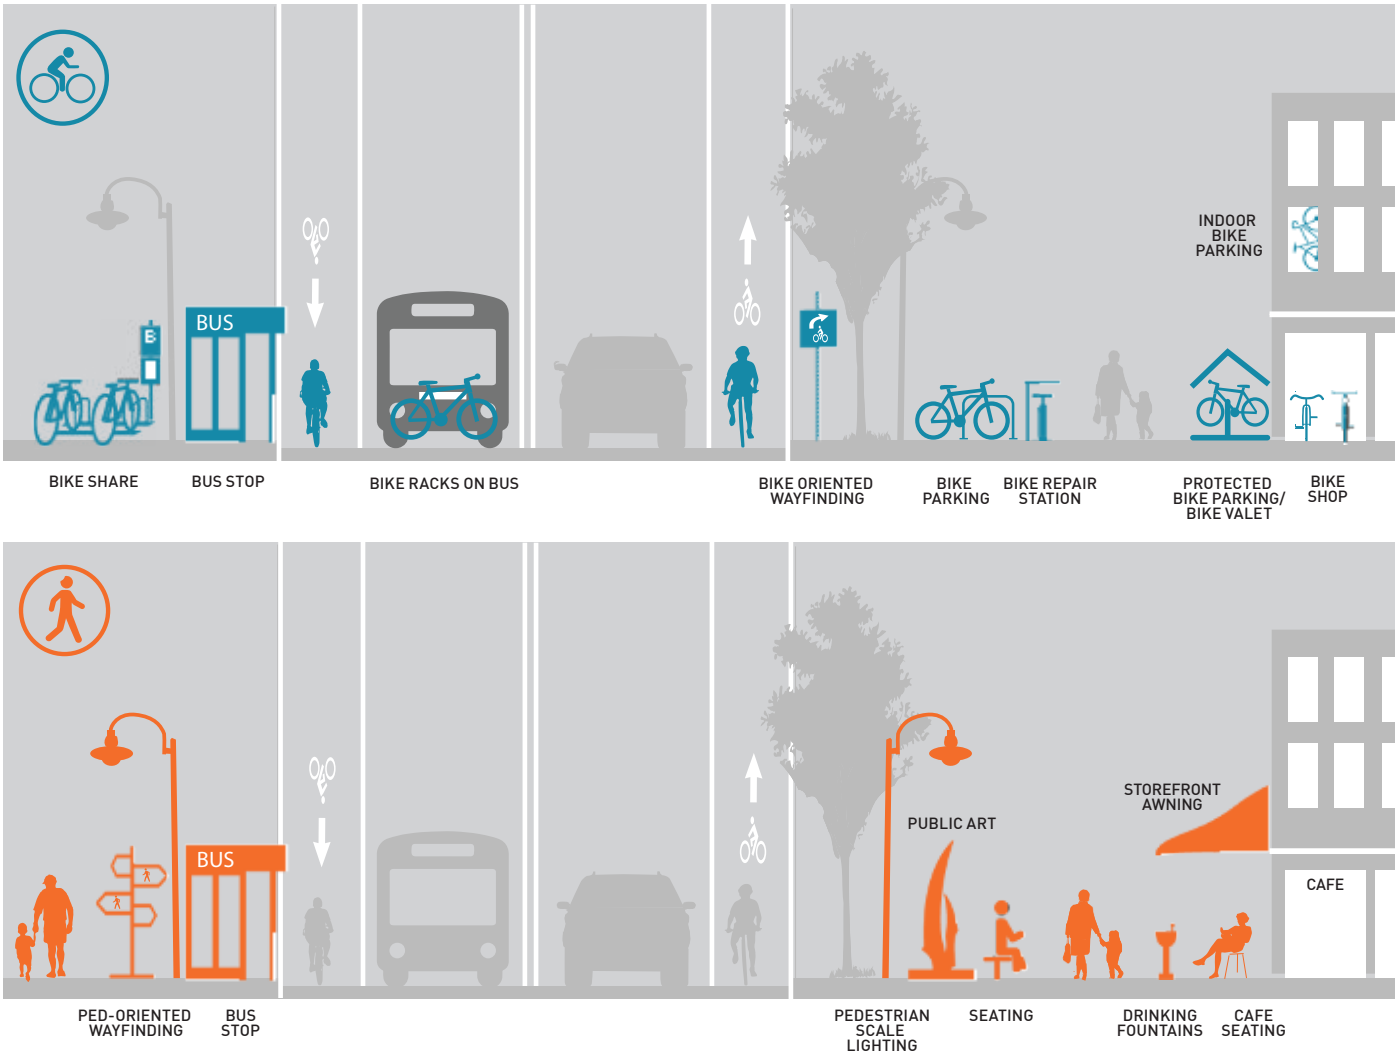 INDOOR
BIKE
PARKING
B
BUS
BIKE SHARE
BUS STOP
BIKE RACKS ON BUS
BIKE ORIENTED
WAYFINDING
BIKE
PARKING
BIKE REPAIR
STATION
PROTECTED
BIKE PARKING/
BIKE VALET
BIKE
SHOP
STOREFRONT
AWNING
PUBLIC ART
BUS
CAFE
PED-ORIENTED
WAYFINDING
BUS
STOP
PEDESTRIAN
SCALE
LIGHTING
SEATING
DRINKING
FOUNTAINS
CAFE
SEATING